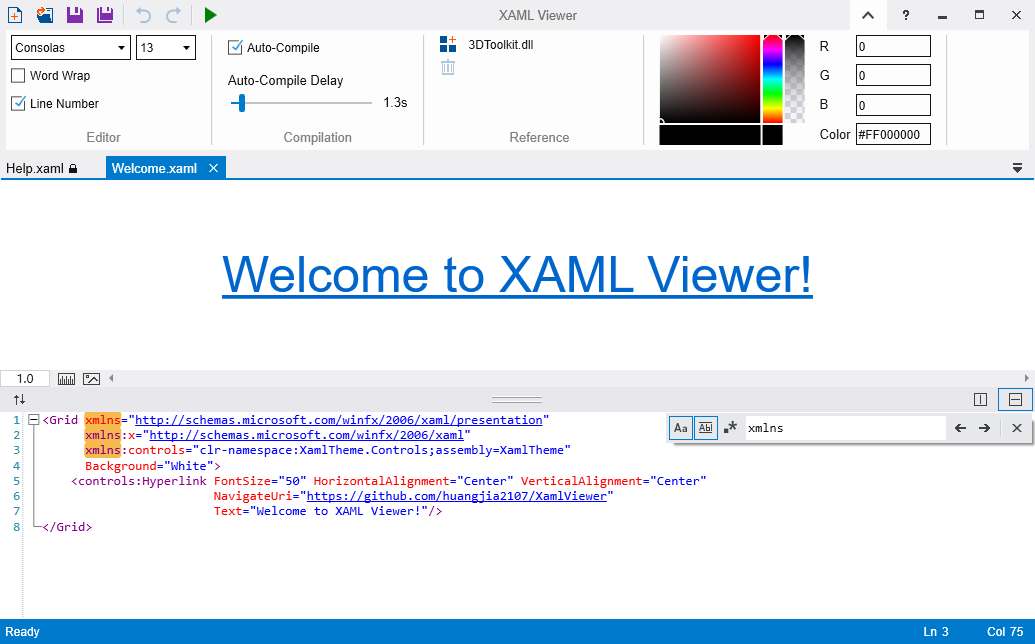 XAML Viewer
?
Consolas
13
Auto-Compile
3DToolkit.dll
R 0
Word Wrap
Auto-Compile Delay
G 0
Line Number
1.3s
B 0
Editor
Compilation
Reference
Color #FF000000
Help.xaml
Welcome.xaml
Welcome to XAML Viewer!
1.0
1 <Grid xmlns="http://schemas.microsoft.com/winfx/2006/xaml/presentation"
2 xmlns:x="http://schemas.microsoft.com/winfx/2006/xaml"
3 xmlns:controls="clr-namespace:XamlTheme.Controls;assembly=XamlTheme"
4 Background="White">
5 <controls:Hyperlink FontSize="50" HorizontalAlignment="Center" VerticalAlignment="Center"
6 NavigateUri="https://github.com/huangjia2107/XamlViewer"
7 Text="Welcome to XAML Viewer!"/>
8 </Grid>
Aa Abl .* xmlns
Ready
Ln 3
Col 75